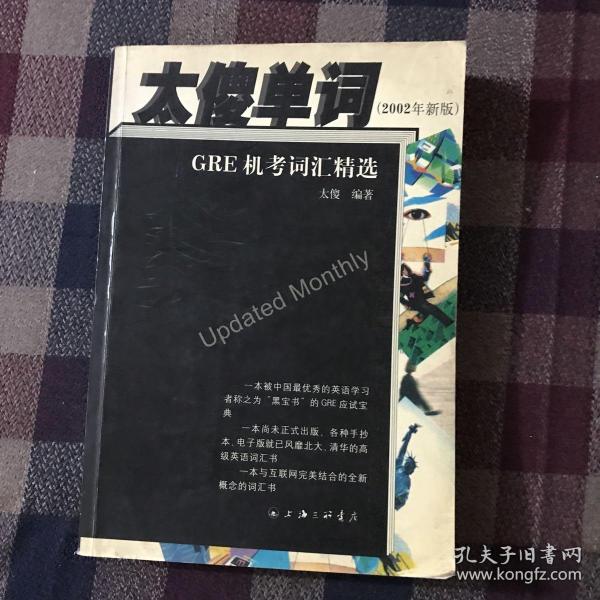 太傻单词
(2002年新版)
GRE 机考词汇精选
太傻 编著
Updated Monthly
一本被中国最优秀的英语学习
者称之为“黑宝书”的GRE应试宝
典
一本尚未正式出版，各种手抄
本、电子版就已风靡北大、清华的高
级英语词汇书
一本与互联网完美结合的全新
概念的词汇书
上海三联书店
孔夫子旧书网
www.kongfz.com